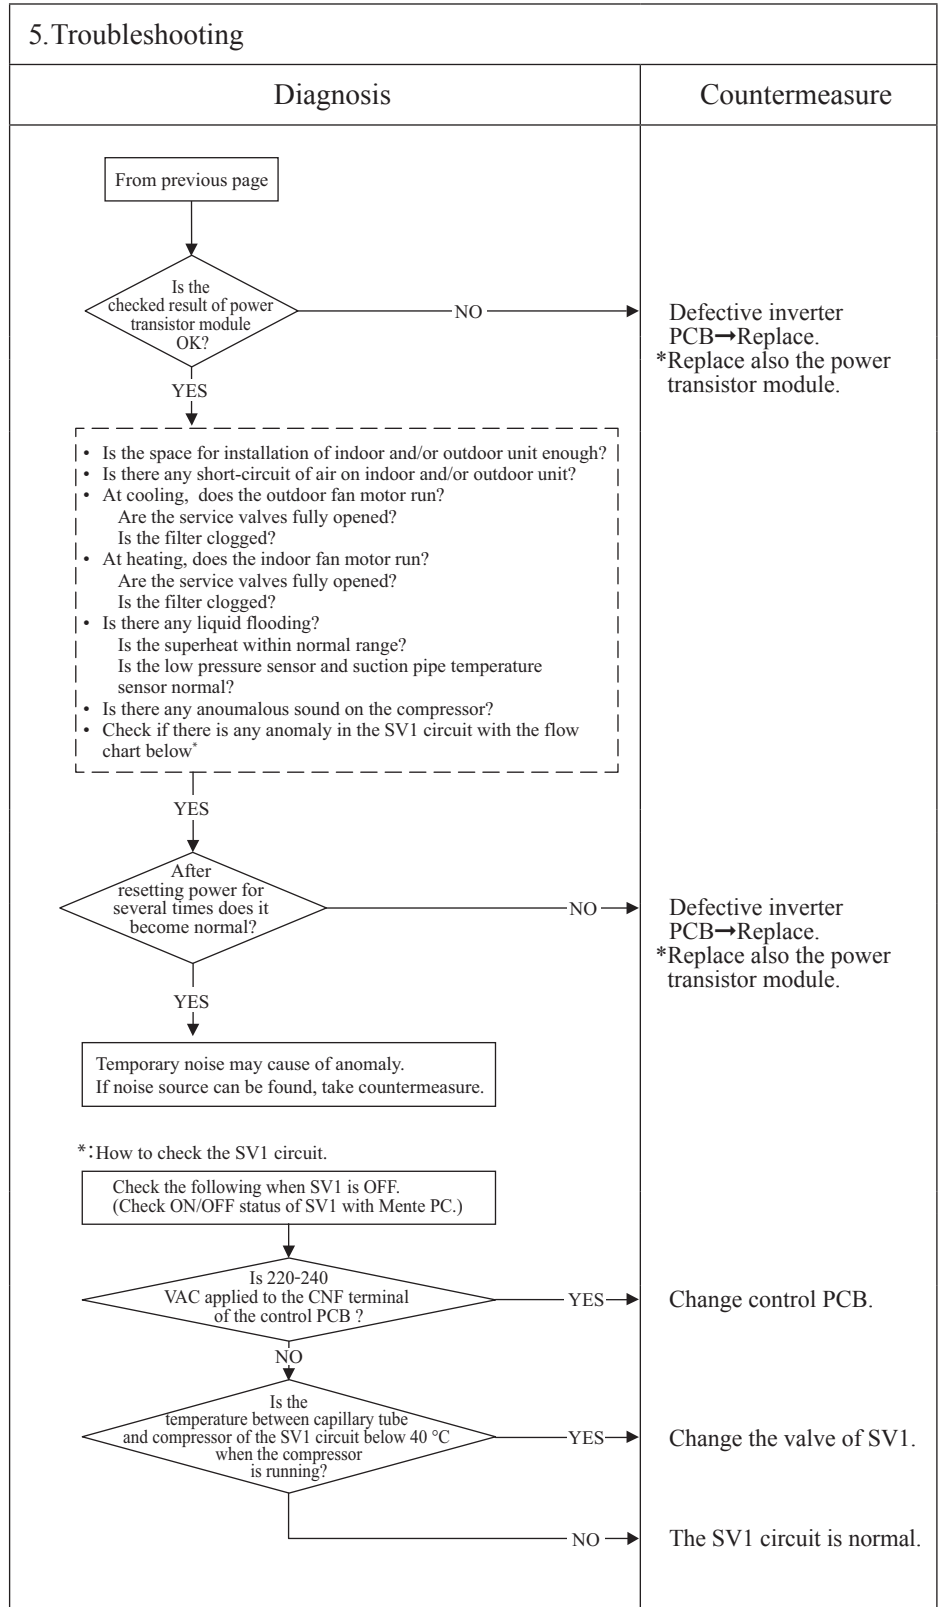 5.Troubleshooting
Diagnosis
Countermeasure
From previous page
Is the
checked result of power
transistor module
OK?
NO
Defective inverter
PCB→Replace.
*Replace also the power
transistor module.
YES
• Is the space for installation of indoor and/or outdoor unit enough?
• Is there any short-circuit of air on indoor and/or outdoor unit?
• At cooling, does the outdoor fan motor run?
Are the service valves fully opened?
Is the filter clogged?
• At heating, does the indoor fan motor run?
Are the service valves fully opened?
Is the filter clogged?
• Is there any liquid flooding?
Is the superheat within normal range?
Is the low pressure sensor and suction pipe temperature
sensor normal?
• Is there any anoumalous sound on the compressor?
• Check if there is any anomaly in the SV1 circuit with the flow
chart below*
YES
After
resetting power for
several times does it
become normal?
NO
Defective inverter
PCB→Replace.
*Replace also the power
transistor module.
YES
Temporary noise may cause of anomaly.
If noise source can be found, take countermeasure.
*:How to check the SV1 circuit.
Check the following when SV1 is OFF.
(Check ON/OFF status of SV1 with Mente PC.)
Is 220-240
VAC applied to the CNF terminal
of the control PCB ?
YES
Change control PCB.
NO
Is the
temperature between capillary tube
and compressor of the SV1 circuit below 40 °C
when the compressor
is running?
YES
Change the valve of SV1.
NO
The SV1 circuit is normal.